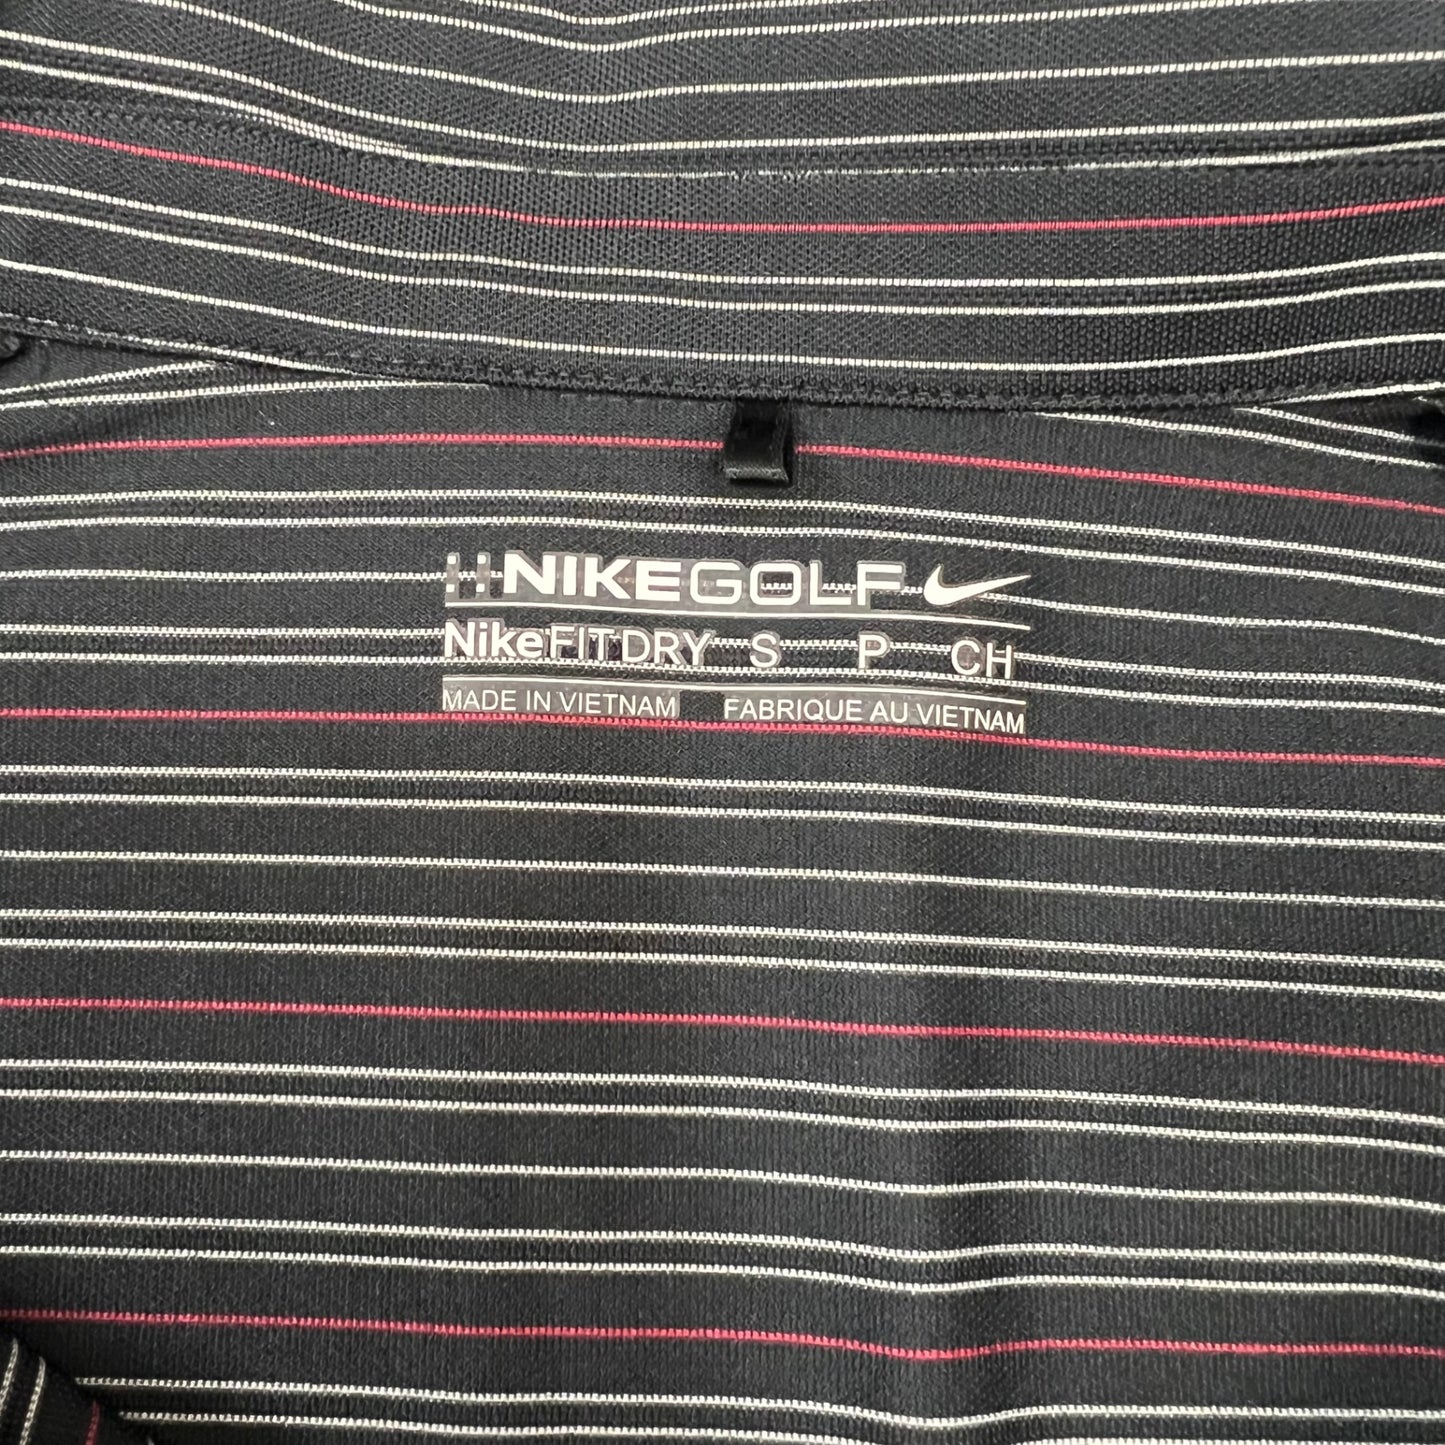 NIKEGOLF
NikeFITDRY S P CH
MADE IN VIETNAM FABRIQUE AU VIETNAM